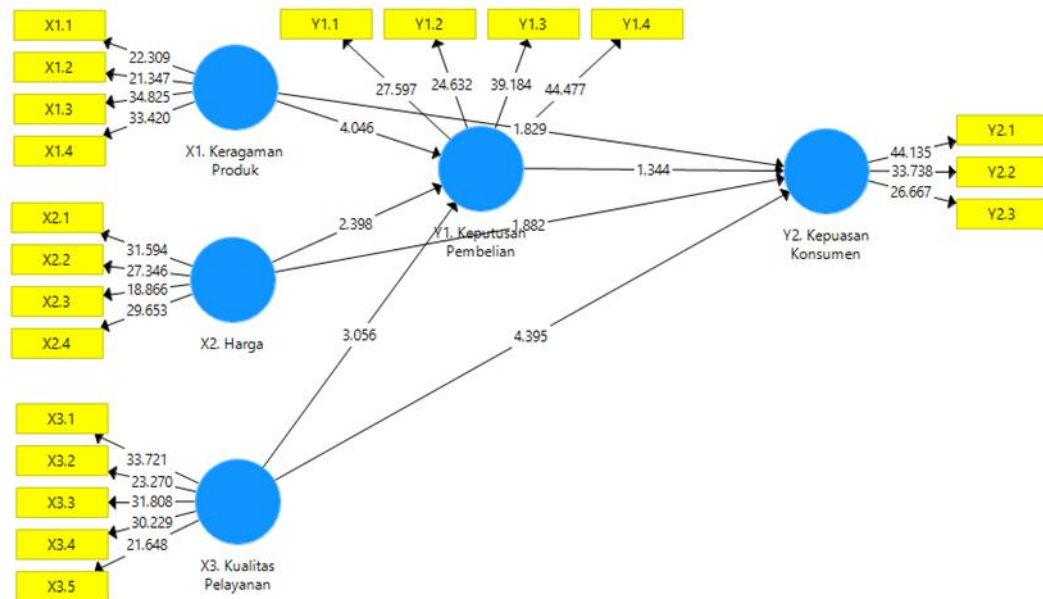 X1.1
X1.2
X1.3
X1.4
22.309
21.347
34.825
33.420
X1. Keragaman
Produk
Y1.1
Y1.2
Y1.3
Y1.4
27.597
24.632
39.184
44.477
4.046
1.829
1.344
Y1. Keputusan
Pembelian
2.398
1.882
X2.1
X2.2
X2.3
X2.4
31.594
27.346
18.866
29.653
X2. Harga
3.056
4.395
X3.1
X3.2
X3.3
X3.4
X3.5
33.721
23.270
31.808
30.229
21.648
X3. Kualitas
Pelayanan
44.135
33.738
26.667
Y2.1
Y2.2
Y2.3
Y2. Kepuasan
Konsumen